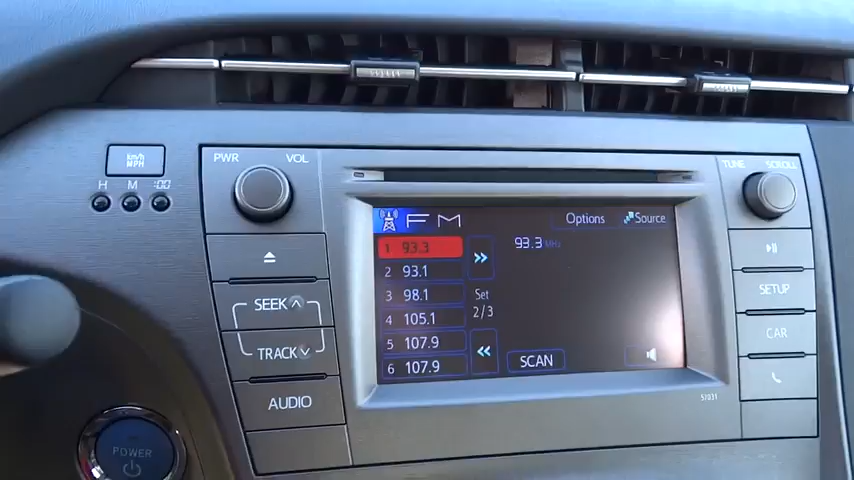 km/h
MPH
H M :00
PWR VOL
TUNE SCROLL
FM
Options Source
1 93.3
93.3 MHz
2 93.1
3 98.1
4 105.1
5 107.9
6 107.9
Set
2/3
SCAN
SEEK
TRACK
AUDIO
SETUP
CAR
51031
POWER